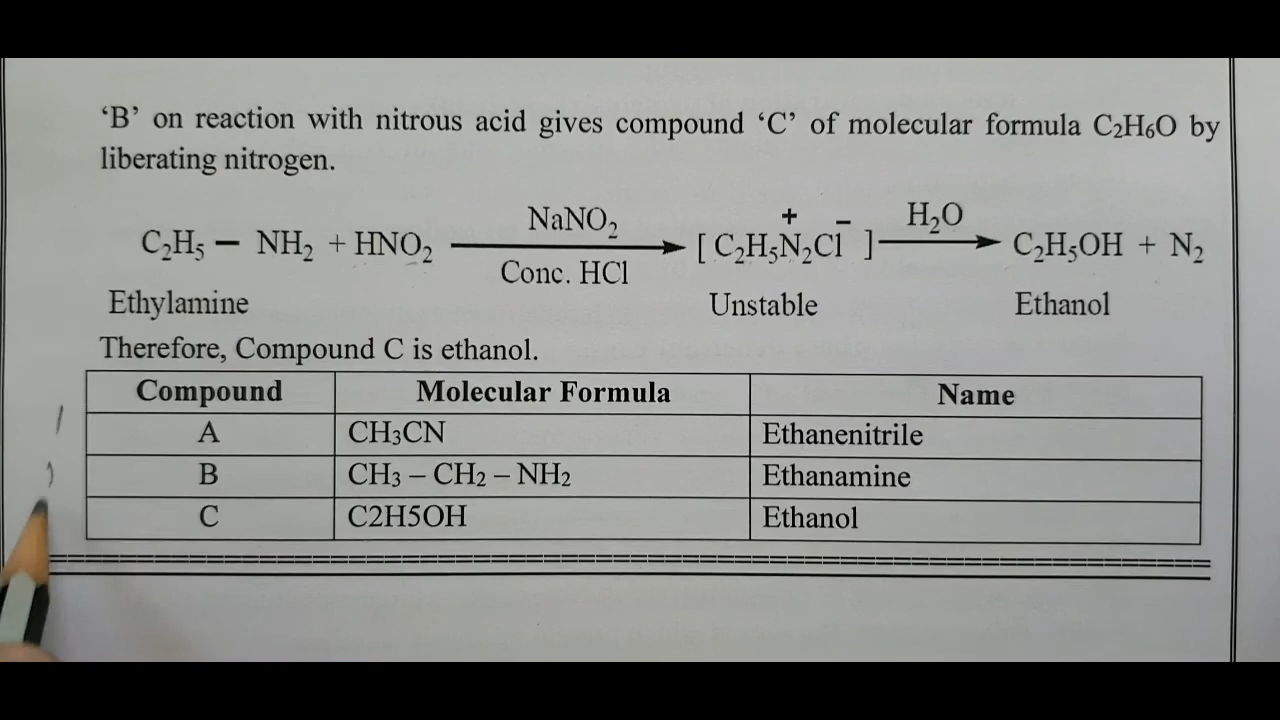 ‘B’ on reaction with nitrous acid gives compound ‘C’ of molecular formula C2H6O by
liberating nitrogen.
C₂H₅ – NH₂ + HNO₂ NaNO₂ Conc. HCl [ C₂H₅N₂⁺Cl⁻ ] H₂O C₂H₅OH + N₂
Ethylamine Unstable Ethanol
Therefore, Compound C is ethanol.
Compound Molecular Formula Name
A CH3CN Ethanenitrile
B CH3 – CH2 – NH2 Ethanamine
C C2H5OH Ethanol